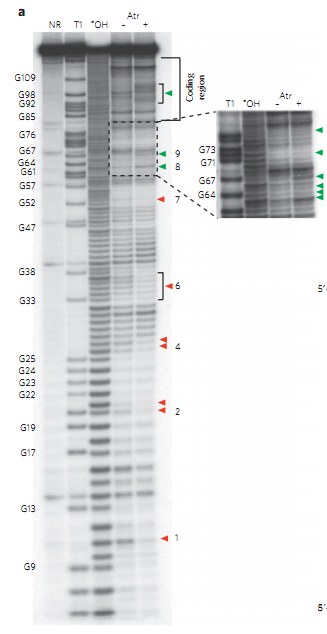 a
Atr
NR T1 •OH - +
Coding region
G109
G98
G92
G85
G76
G67
G64
G61
G57
G52
G47
G38
G33
G25
G24
G23
G22
G19
G17
G13
G9
9
8
7
6
4
2
1
Atr
T1 •OH - +
G73
G71
G67
G64
5′-
5′-